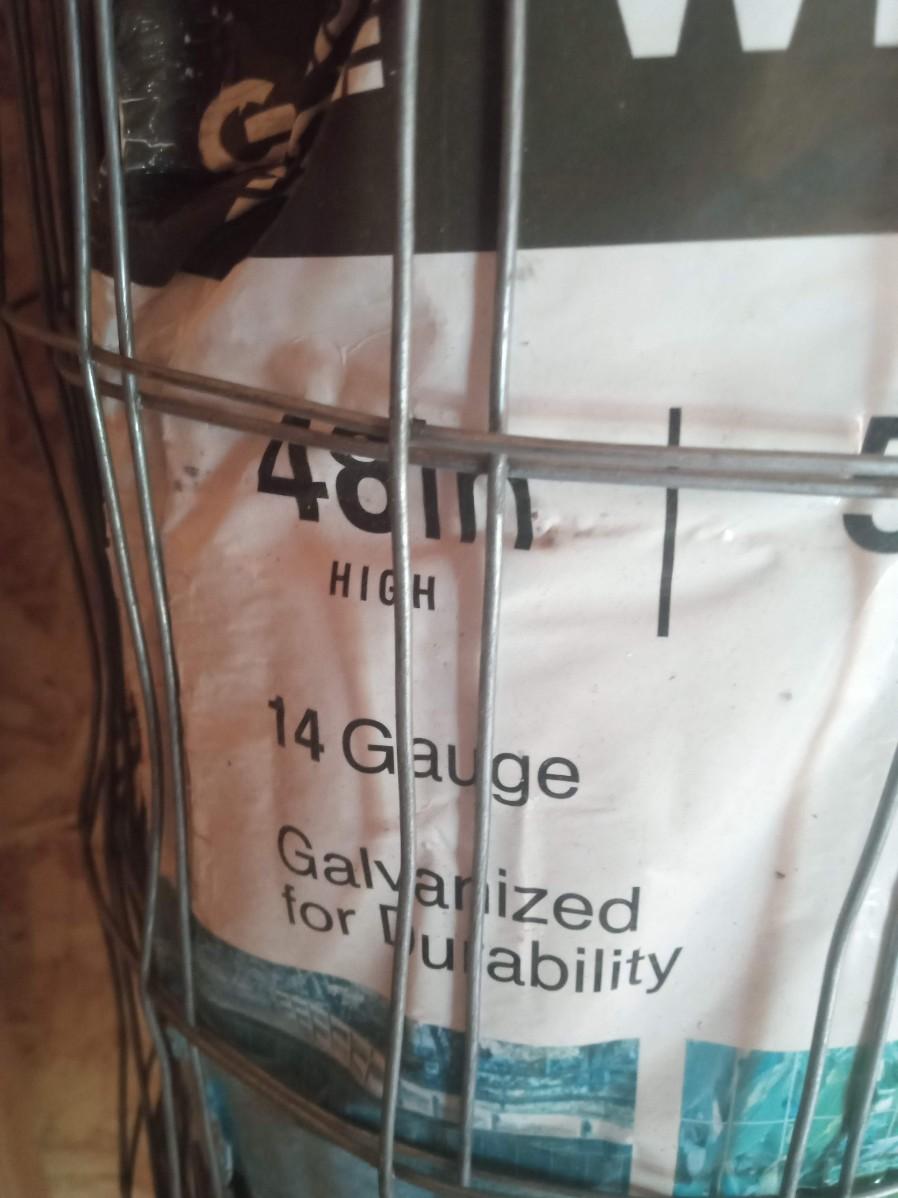 48in
HIGH
14 Gauge
Galvanized
for Durability